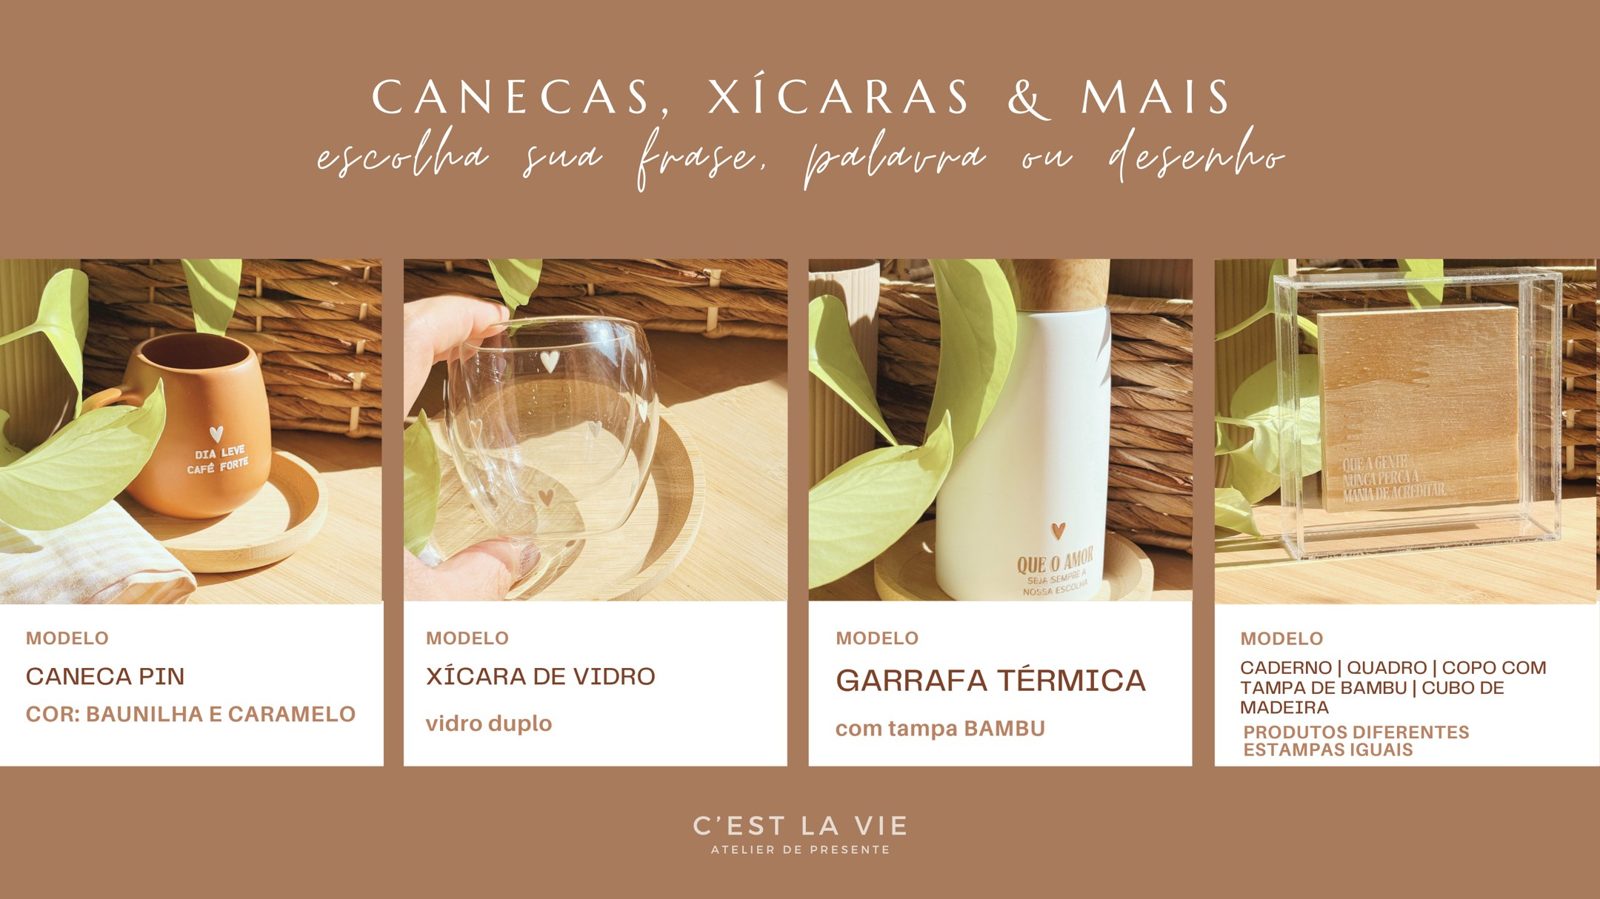 CANECAS, XÍCARAS & MAIS
escolha sua frase, palavra ou desenho
DIA LEVE
CAFÉ FORTE
QUE O AMOR
SEJA SEMPRE A
NOSSA ESCOLHA
QUE A GENTE
NUNCA PERCA A
MANIA DE ACREDITAR.
MODELO
CANECA PIN
COR: BAUNILHA E CARAMELO
MODELO
XÍCARA DE VIDRO
vidro duplo
MODELO
GARRAFA TÉRMICA
com tampa BAMBU
MODELO
CADERNO | QUADRO | COPO COM
TAMPA DE BAMBU | CUBO DE
MADEIRA
PRODUTOS DIFERENTES
ESTAMPAS IGUAIS
C'EST LA VIE
ATELIER DE PRESENTE